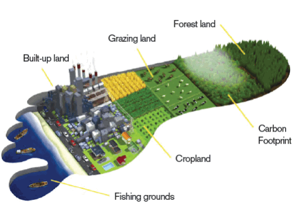 Forest land
Grazing land
Built-up land
Carbon
Footprint
Cropland
Fishing grounds